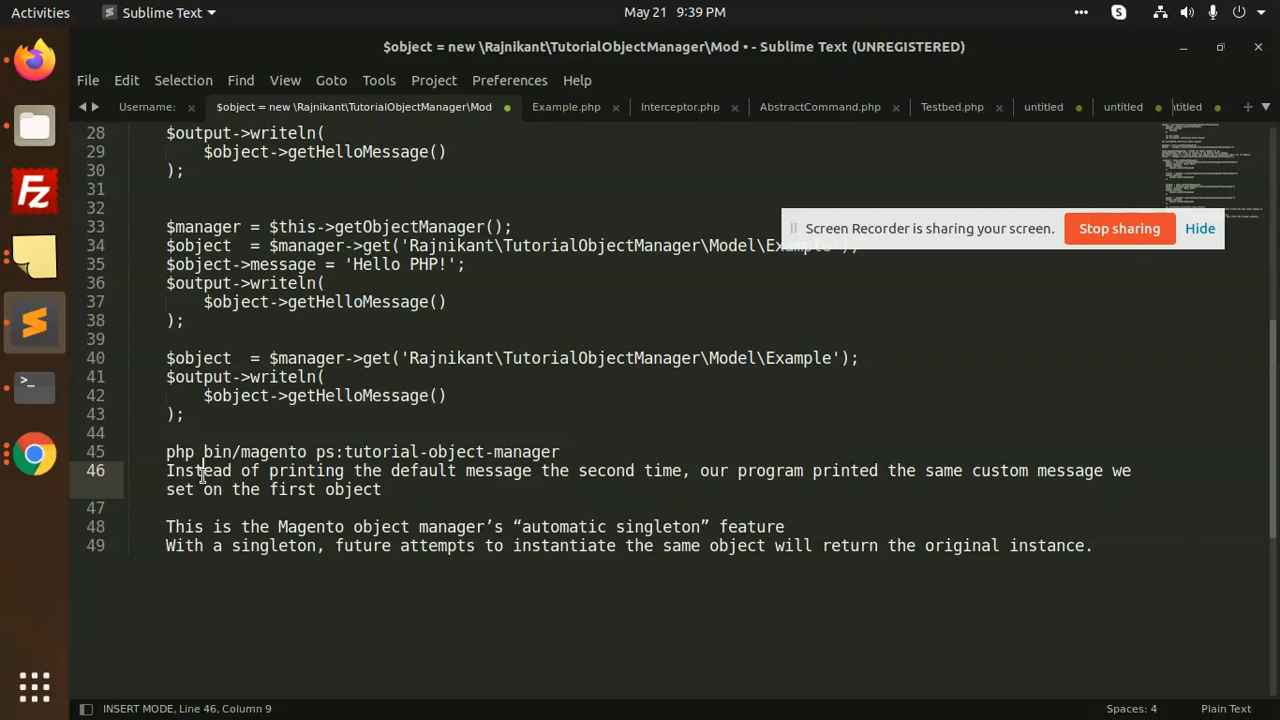 Activities Sublime Text May 21 9:39 PM
$object = new \Rajnikant\TutorialObjectManager\Mod • - Sublime Text (UNREGISTERED)
File Edit Selection Find View Goto Tools Project Preferences Help
Username: $object = new \Rajnikant\TutorialObjectManager\Mod Example.php Interceptor.php AbstractCommand.php Testbed.php untitled untitled titled
28 $output->writeln(
29 $object->getHelloMessage()
30 );
31
32
33 $manager = $this->getObjectManager();
Screen Recorder is sharing your screen. Stop sharing Hide
34 $object  = $manager->get('Rajnikant\TutorialObjectManager\Model\Example');
35 $object->message = 'Hello PHP!';
36 $output->writeln(
37 $object->getHelloMessage()
38 );
39
40 $object  = $manager->get('Rajnikant\TutorialObjectManager\Model\Example');
41 $output->writeln(
42 $object->getHelloMessage()
43 );
44
45 php bin/magento ps:tutorial-object-manager
46 Instead of printing the default message the second time, our program printed the same custom message we
set on the first object
47
48 This is the Magento object manager’s “automatic singleton” feature
49 With a singleton, future attempts to instantiate the same object will return the original instance.
INSERT MODE, Line 46, Column 9 Spaces: 4 Plain Text